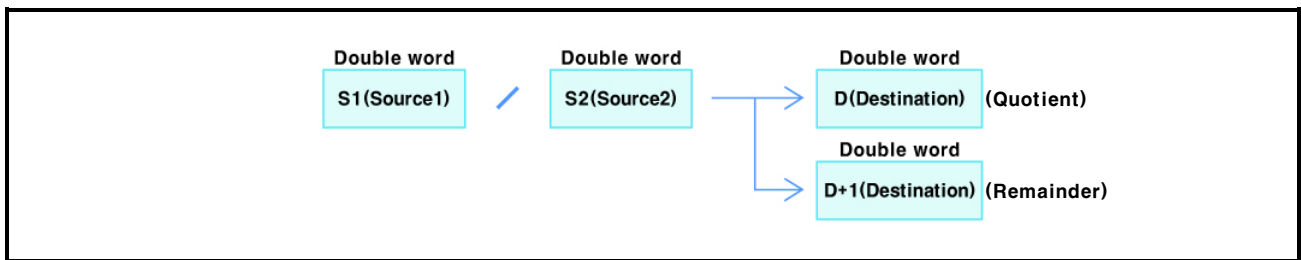 Double word Double word Double word
S1(Source1) / S2(Source2) D(Destination) (Quotient)
Double word
D+1(Destination) (Remainder)